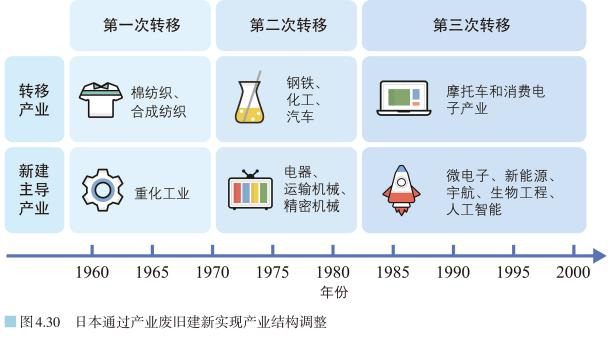 第一次转移
第二次转移
第三次转移
转移
产业
棉纺织、
合成纺织
钢铁、
化工、
汽车
摩托车和消费电
子产业
新建
主导
产业
重化工业
电器、
运输机械、
精密机械
微电子、新能源、
宇航、生物工程、
人工智能
1960 1965 1970 1975 1980 1985 1990 1995 2000
年份
图4.30 日本通过产业废旧建新实现产业结构调整